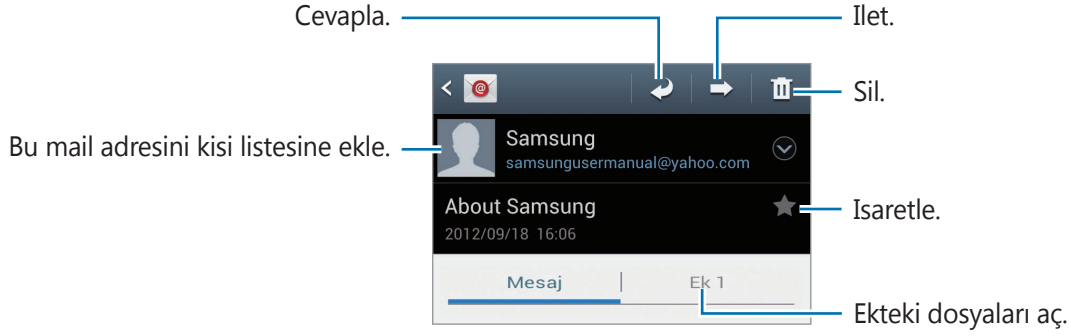 Cevapla.
Ilet.
Sil.
Bu mail adresini kisi listesine ekle.
Samsung
samsungusermanual@yahoo.com
About Samsung
2012/09/18 16:06
Isaretle.
Mesaj
Ek 1
Ekteki dosyaları aç.